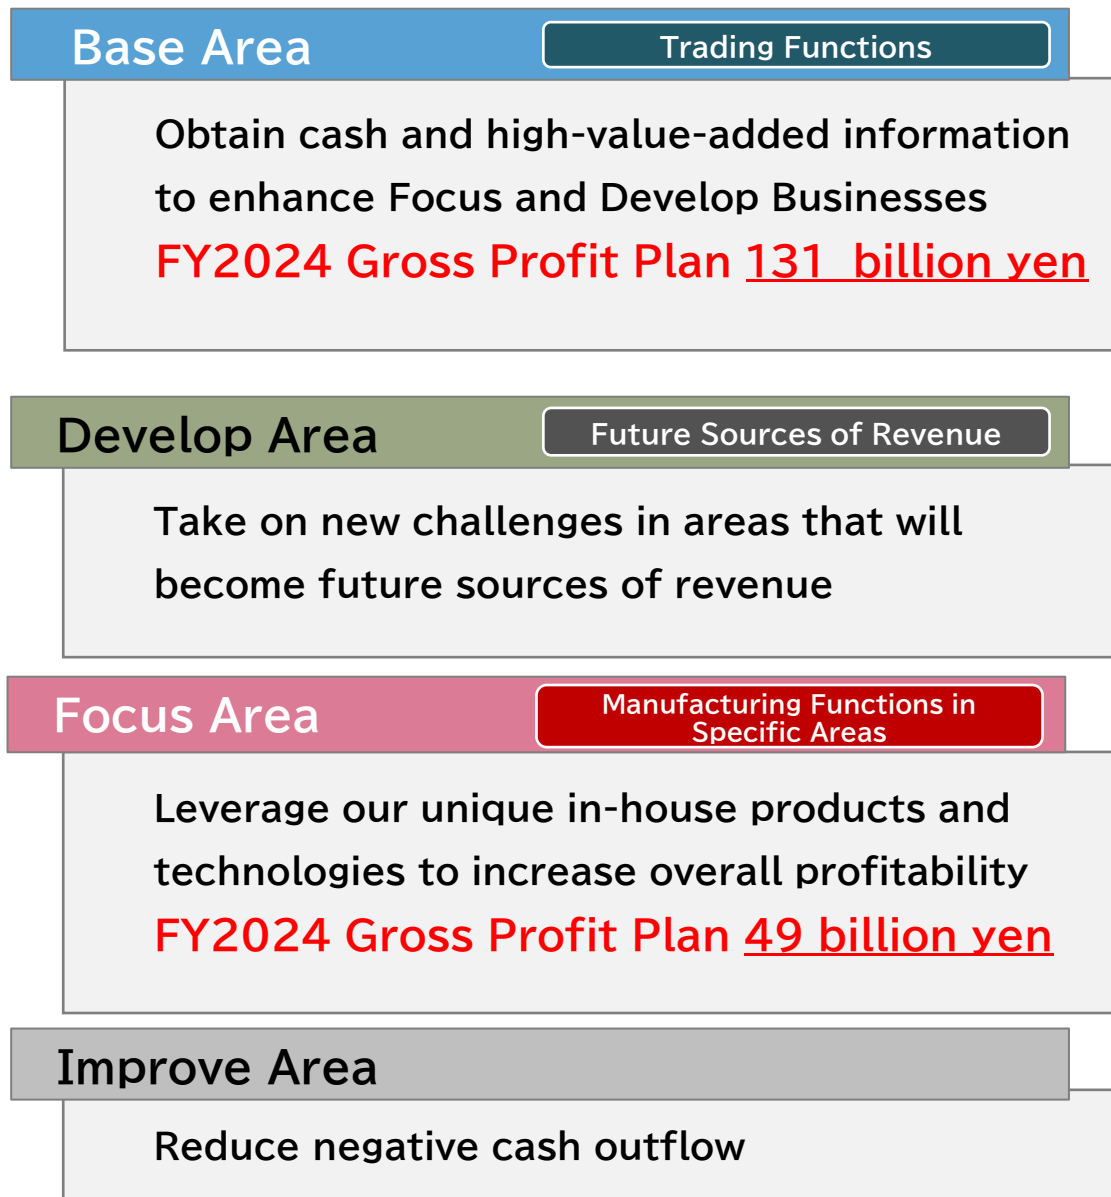 Base Area
Trading Functions
Obtain cash and high-value-added information
to enhance Focus and Develop Businesses
FY2024 Gross Profit Plan 131 billion yen
Develop Area
Future Sources of Revenue
Take on new challenges in areas that will
become future sources of revenue
Focus Area
Manufacturing Functions in
Specific Areas
Leverage our unique in-house products and
technologies to increase overall profitability
FY2024 Gross Profit Plan 49 billion yen
Improve Area
Reduce negative cash outflow